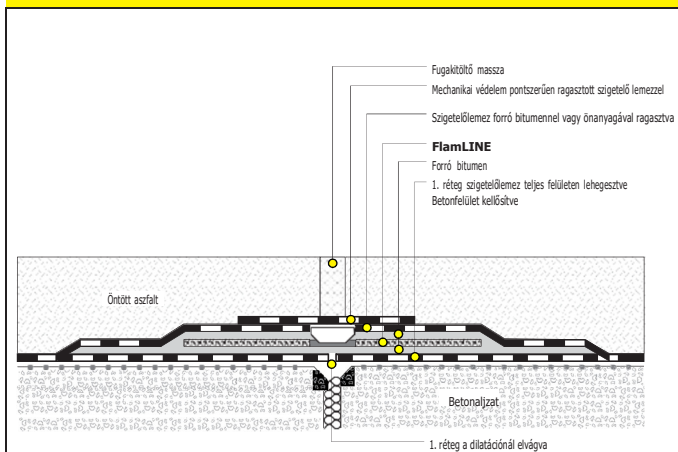 Fugakitöltő massza
Mechanikai védelem pontszerűen ragasztott szigetelő lemezzel
Szigetelőlemez forró bitumennel vagy önanyagával ragasztva
FlamLINE
Forró bitumen
1. réteg szigetelőlemez teljes felületen lehegesztve
Betonfelület kellősítve
Öntött aszfalt
Betonaljzat
1. réteg a dilatációnál elvágva